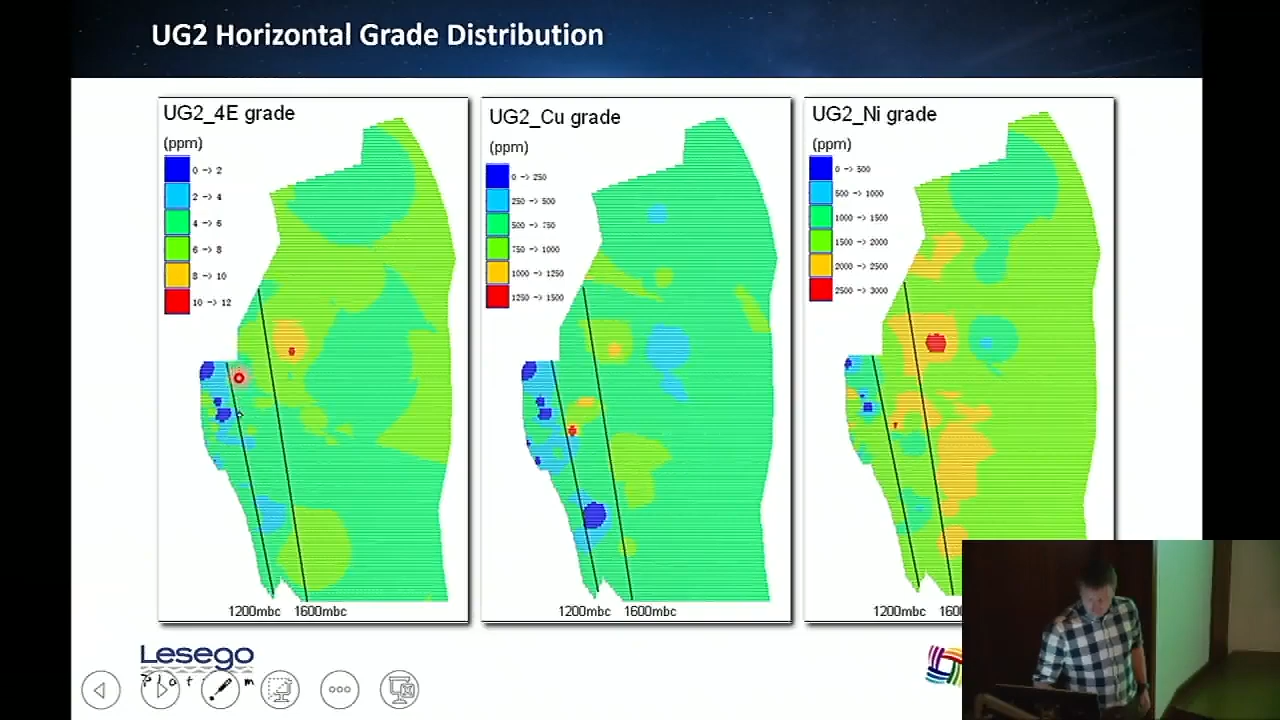 UG2 Horizontal Grade Distribution
UG2_4E grade
(ppm)
0 -> 2
2 -> 4
4 -> 6
6 -> 8
8 -> 10
10 -> 12
1200mbc 1600mbc
UG2_Cu grade
(ppm)
0 -> 250
250 -> 500
500 -> 750
750 -> 1000
1000 -> 1250
1250 -> 1500
1200mbc 1600mbc
UG2_Ni grade
(ppm)
0 -> 500
500 -> 1000
1000 -> 1500
1500 -> 2000
2000 -> 2500
2500 -> 3000
1200mbc
Lesego